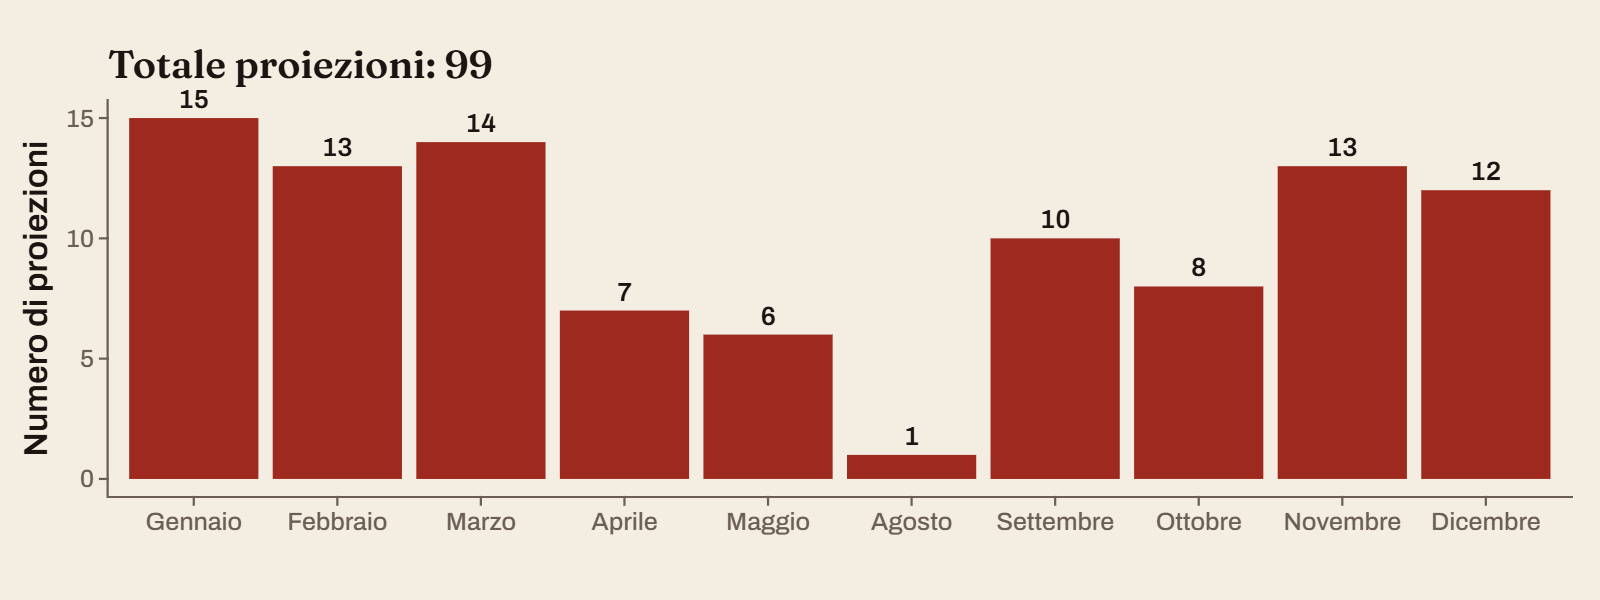 Totale proiezioni: 99
Numero di proiezioni
15
10
5
0
15
13
14
7
6
1
10
8
13
12
Gennaio
Febbraio
Marzo
Aprile
Maggio
Agosto
Settembre
Ottobre
Novembre
Dicembre